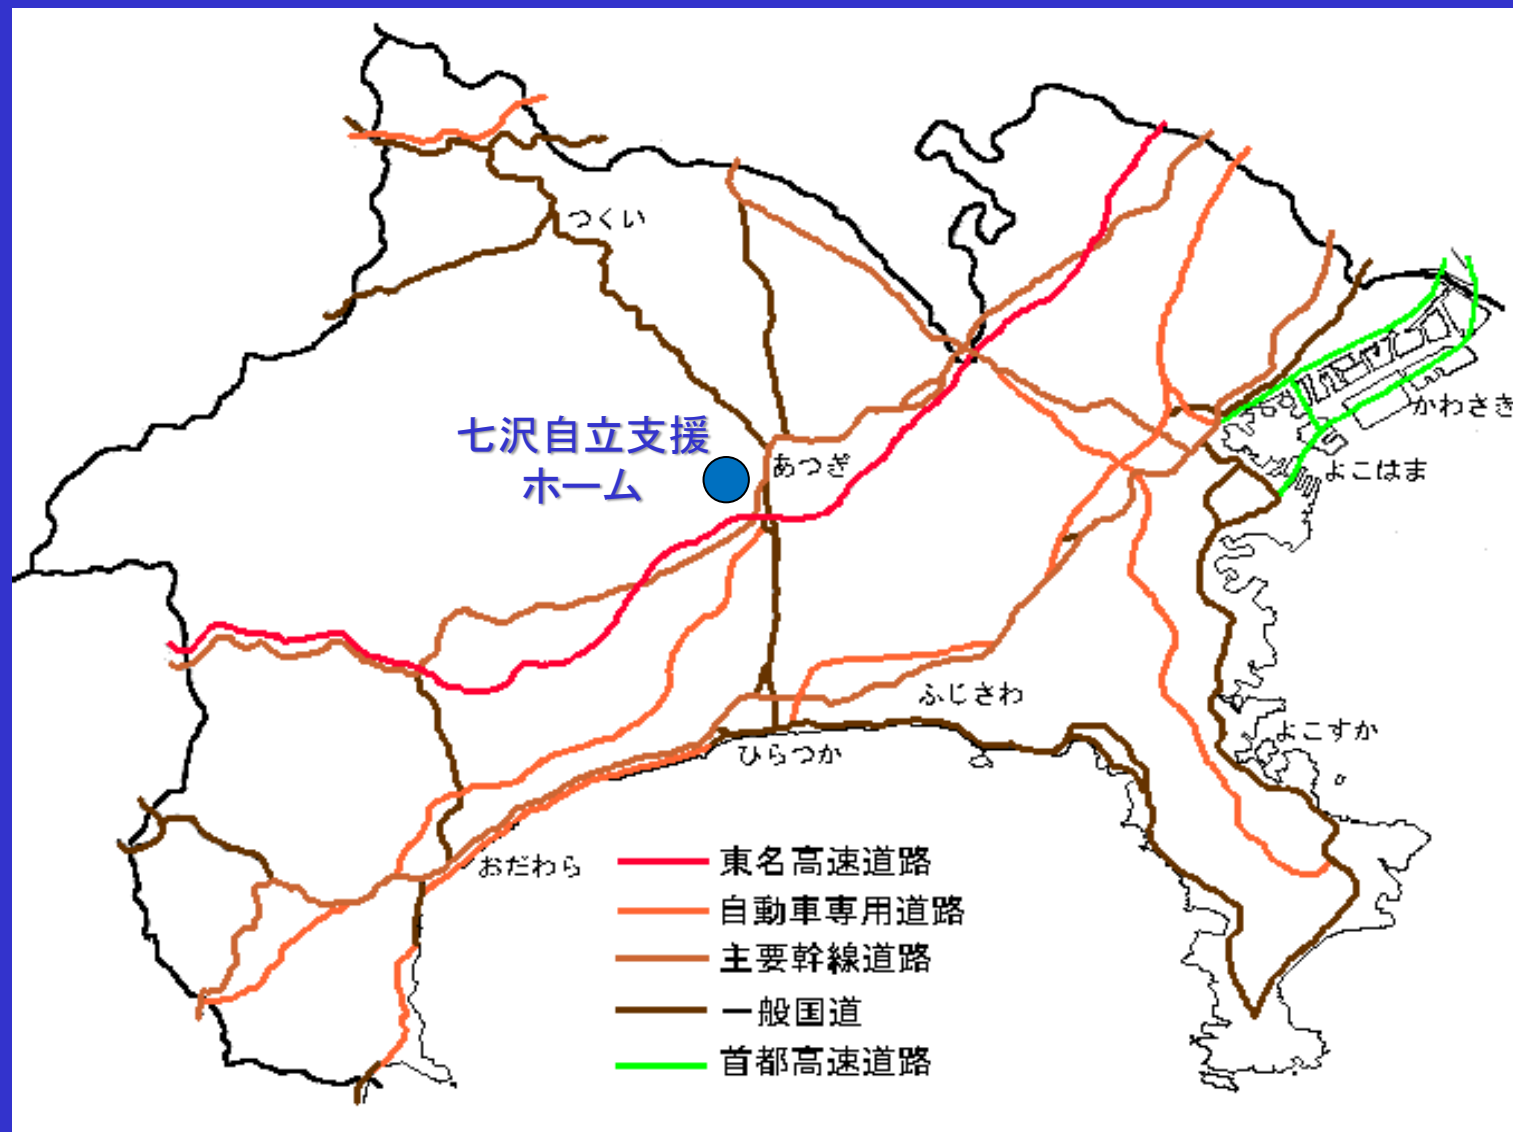 つくい
七沢自立支援
ホーム
あつぎ
かわさき
よこはま
ふじさわ
よこすか
ひらつか
おだわら
東名高速道路
自動車専用道路
主要幹線道路
一般国道
首都高速道路